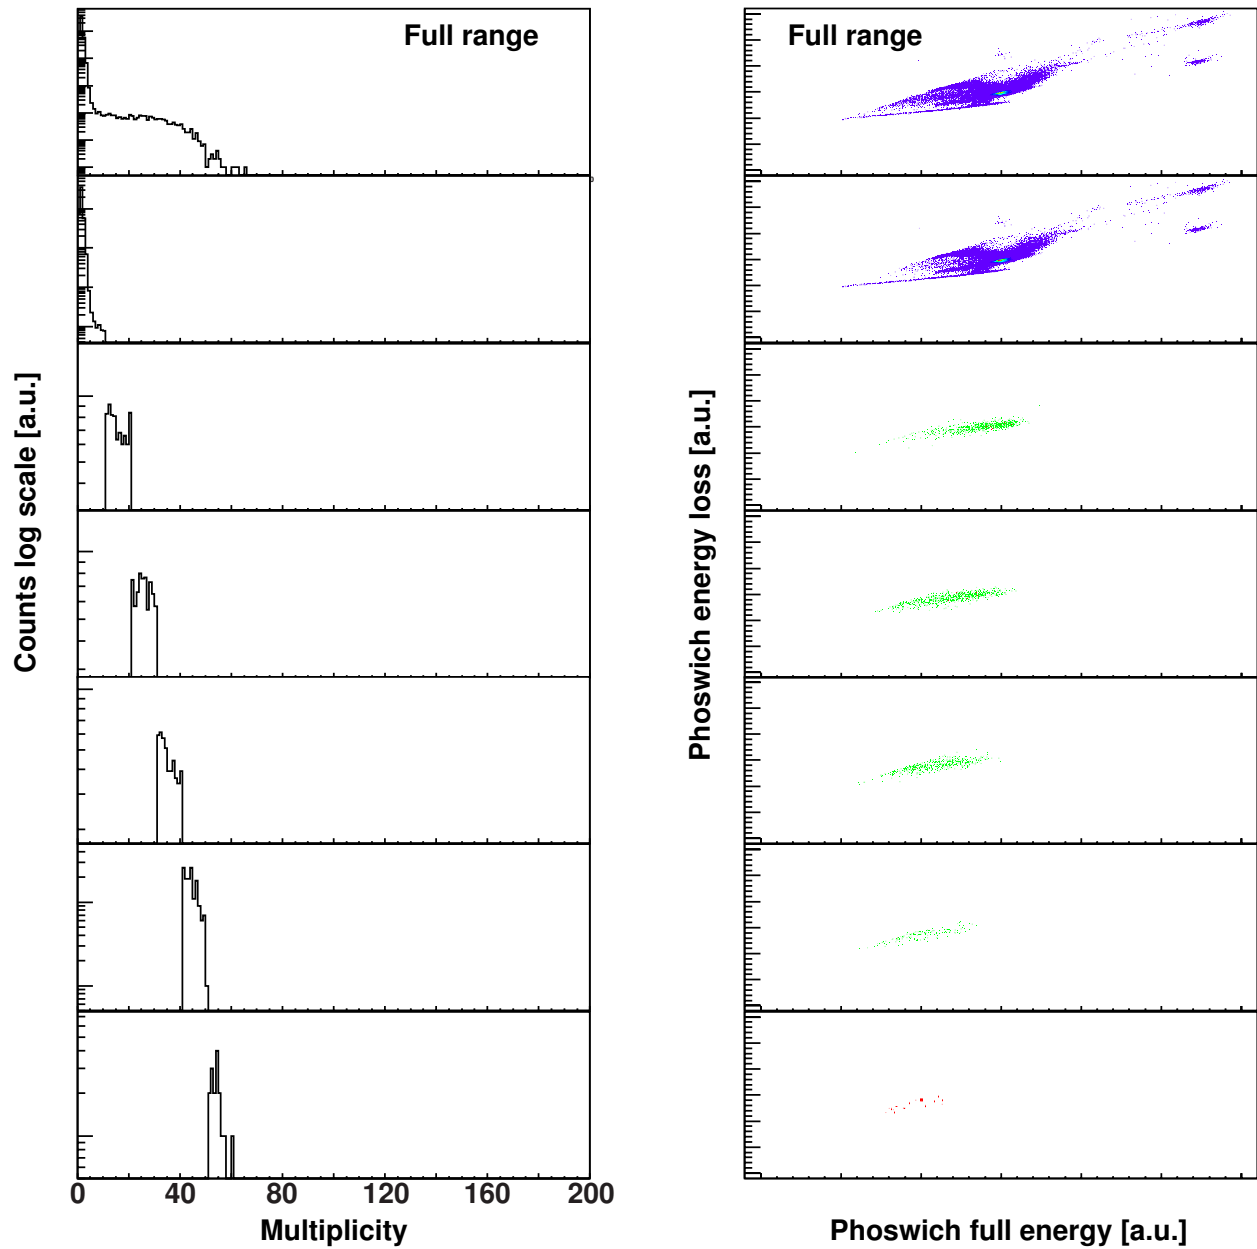 Full range
Full range
Counts log scale [a.u.]
Phoswich energy loss [a.u.]
0 40 80 120 160 200
Multiplicity
Phoswich full energy [a.u.]